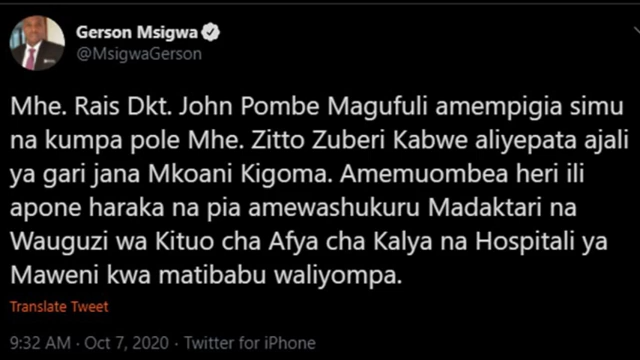 Gerson Msigwa
@MsigwaGerson
Mhe. Rais Dkt. John Pombe Magufuli amempigia simu
na kumpa pole Mhe. Zitto Zuberi Kabwe aliyepata ajali
ya gari jana Mkoani Kigoma. Amemuombea heri ili
apone haraka na pia amewashukuru Madaktari na
Wauguzi wa Kituo cha Afya cha Kalya na Hospitali ya
Maweni kwa matibabu waliyompa.
Translate Tweet
9:32 AM · Oct 7, 2020 · Twitter for iPhone